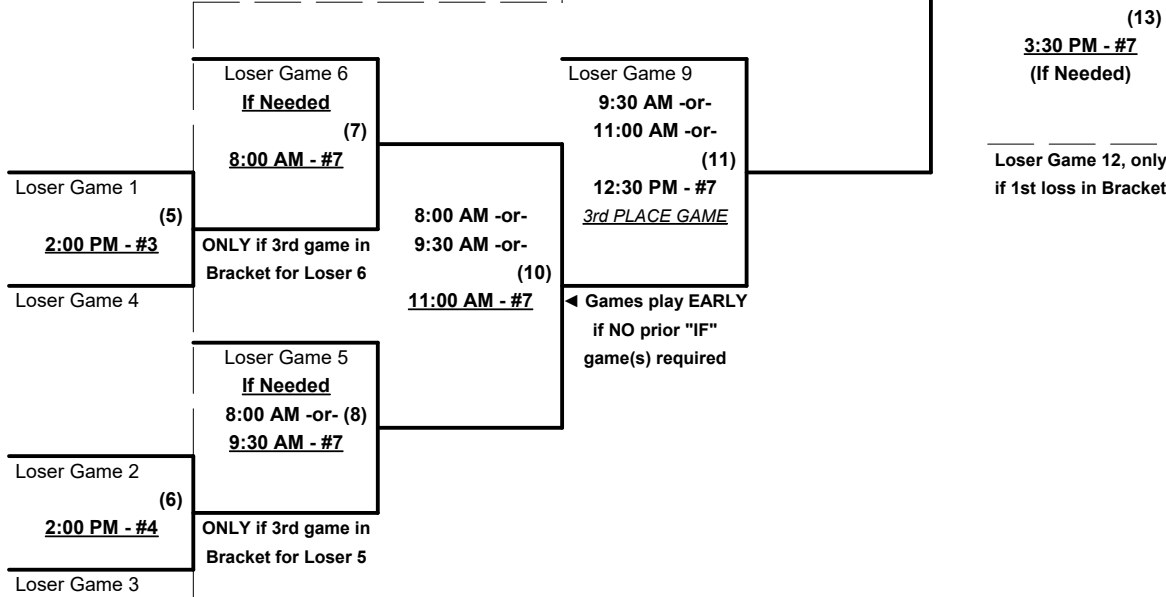 (13)
3:30 PM - #7
(If Needed)
Loser Game 12, only
if 1st loss in Bracket
Loser Game 6
If Needed
(7)
8:00 AM - #7
Loser Game 9
9:30 AM -or-
11:00 AM -or-
(11)
12:30 PM - #7
3rd PLACE GAME
Loser Game 1
(5)
2:00 PM - #3
Loser Game 4
ONLY if 3rd game in
Bracket for Loser 6
8:00 AM -or-
9:30 AM -or-
(10)
11:00 AM - #7
◄ Games play EARLY
if NO prior "IF"
game(s) required
Loser Game 5
If Needed
8:00 AM -or- (8)
9:30 AM - #7
Loser Game 2
(6)
2:00 PM - #4
Loser Game 3
ONLY if 3rd game in
Bracket for Loser 5